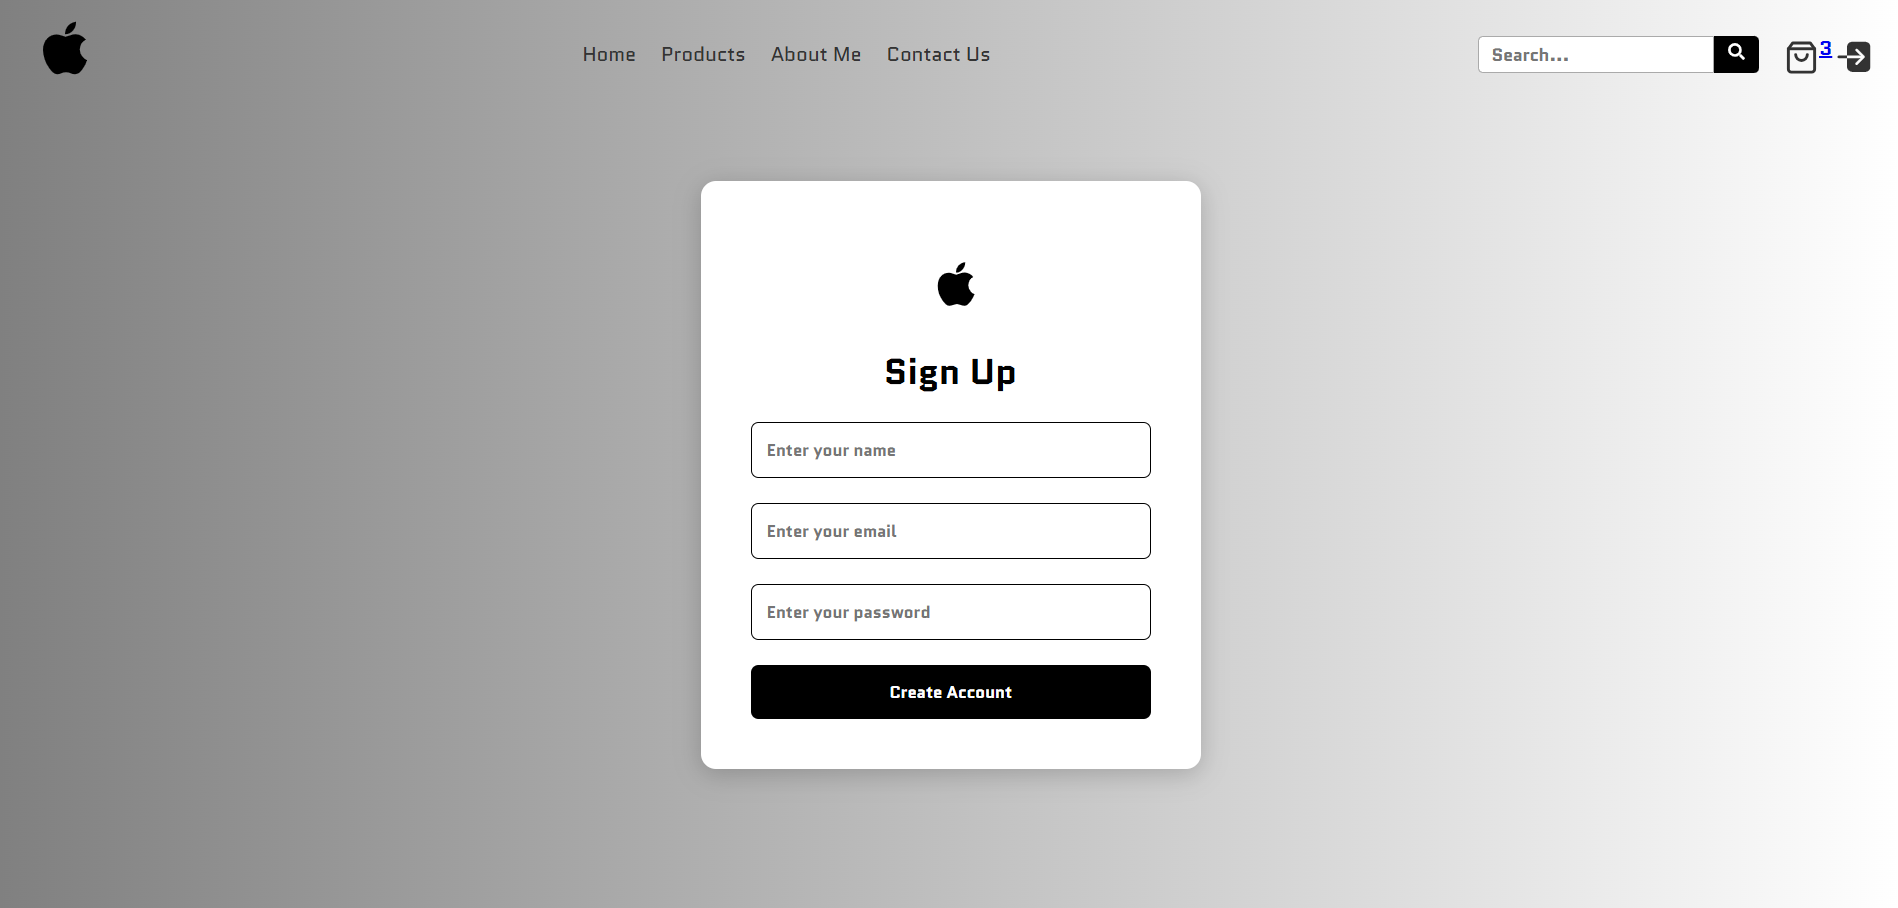 Home Products About Me Contact Us Search... 3
Sign Up
Enter your name
Enter your email
Enter your password
Create Account